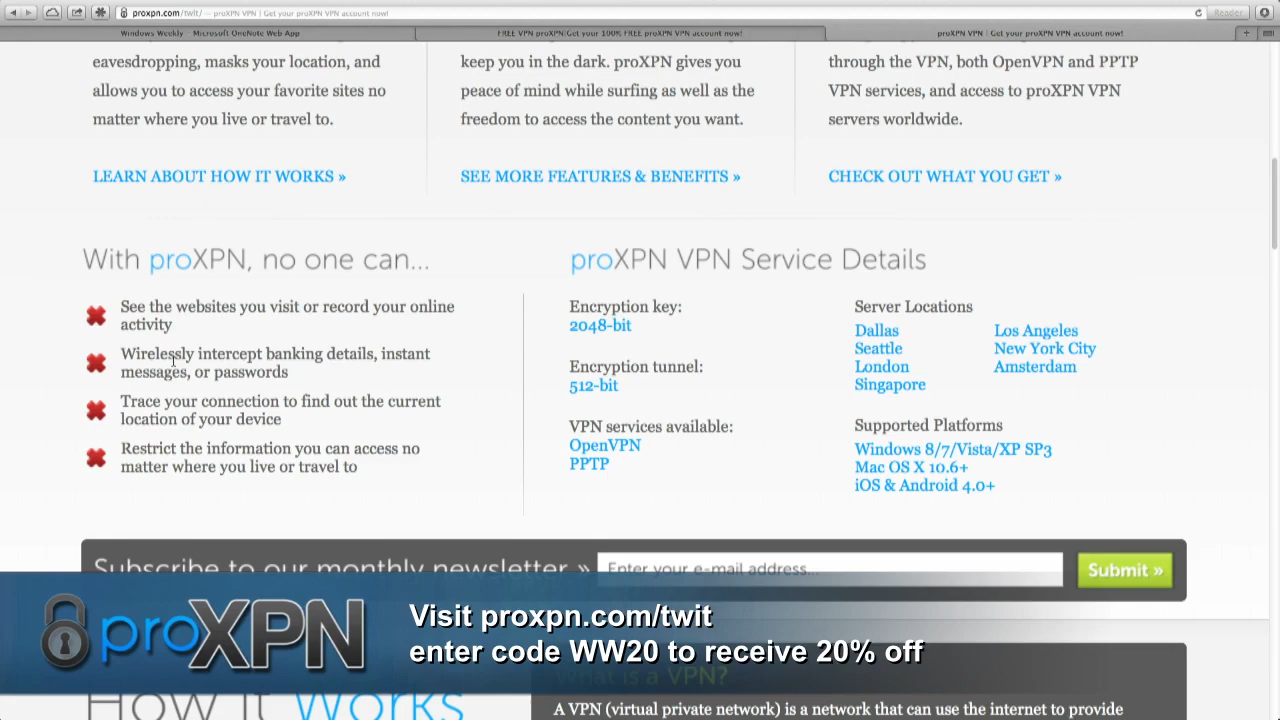 proxpn.com/twit/ — proXPN VPN | Get your proXPN VPN account now!
Reader
Windows Weekly - Microsoft OneNote Web App
FREE VPN proXPN|Get your 100% FREE proXPN VPN account now!
proXPN VPN | Get your proXPN VPN account now!
eavesdropping, masks your location, and
allows you to access your favorite sites no
matter where you live or travel to.
LEARN ABOUT HOW IT WORKS »
keep you in the dark. proXPN gives you
peace of mind while surfing as well as the
freedom to access the content you want.
SEE MORE FEATURES & BENEFITS »
through the VPN, both OpenVPN and PPTP
VPN services, and access to proXPN VPN
servers worldwide.
CHECK OUT WHAT YOU GET »
With proXPN, no one can...
See the websites you visit or record your online
activity
Wirelessly intercept banking details, instant
messages, or passwords
Trace your connection to find out the current
location of your device
Restrict the information you can access no
matter where you live or travel to
proXPN VPN Service Details
Encryption key:
2048-bit
Encryption tunnel:
512-bit
VPN services available:
OpenVPN
PPTP
Server Locations
Dallas
Seattle
London
Singapore
Los Angeles
New York City
Amsterdam
Supported Platforms
Windows 8/7/Vista/XP SP3
Mac OS X 10.6+
iOS & Android 4.0+
Subscribe to our monthly newsletter »
Enter your e-mail address...
Submit »
proXPN
Visit proxpn.com/twit
enter code WW20 to receive 20% off
How it Works
What is a VPN?
A VPN (virtual private network) is a network that can use the internet to provide